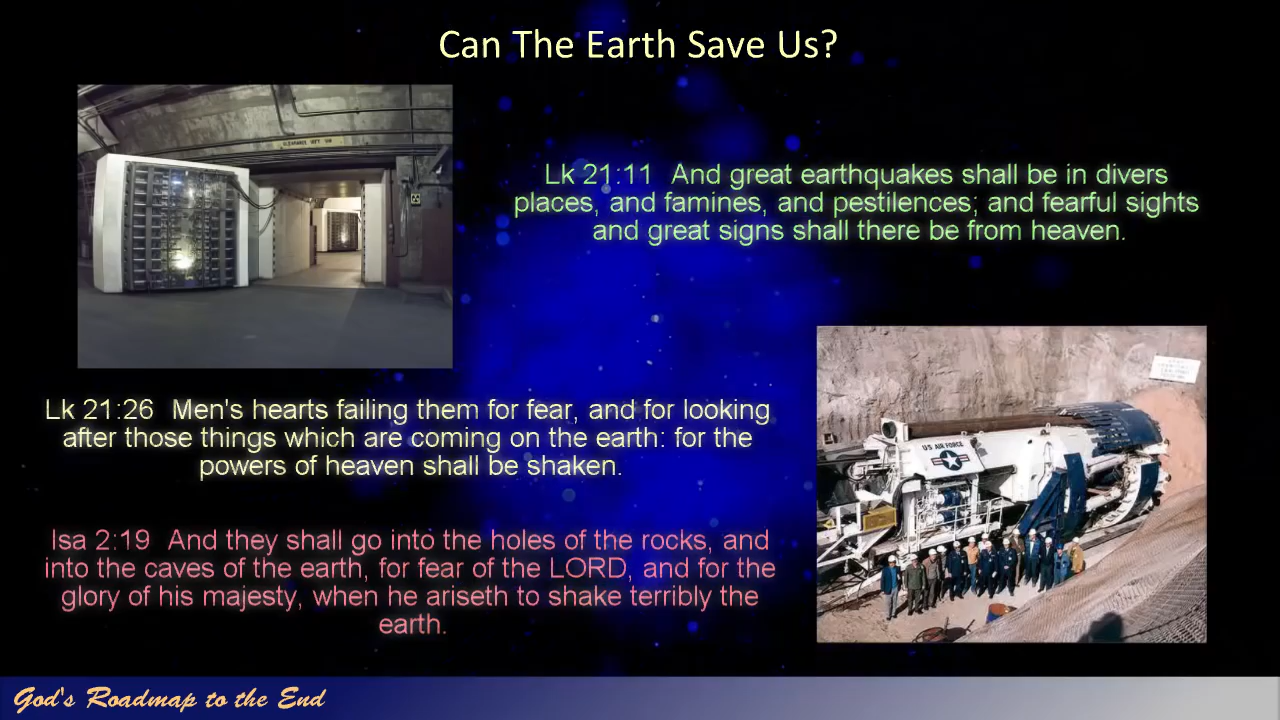 Can The Earth Save Us?
Lk 21:11 And great earthquakes shall be in divers
places, and famines, and pestilences; and fearful sights
and great signs shall there be from heaven.
Lk 21:26 Men's hearts failing them for fear, and for looking
after those things which are coming on the earth: for the
powers of heaven shall be shaken.
U.S. AIR FORCE
Isa 2:19 And they shall go into the holes of the rocks, and
into the caves of the earth, for fear of the LORD, and for the
glory of his majesty, when he ariseth to shake terribly the
earth.
God's Roadmap to the End